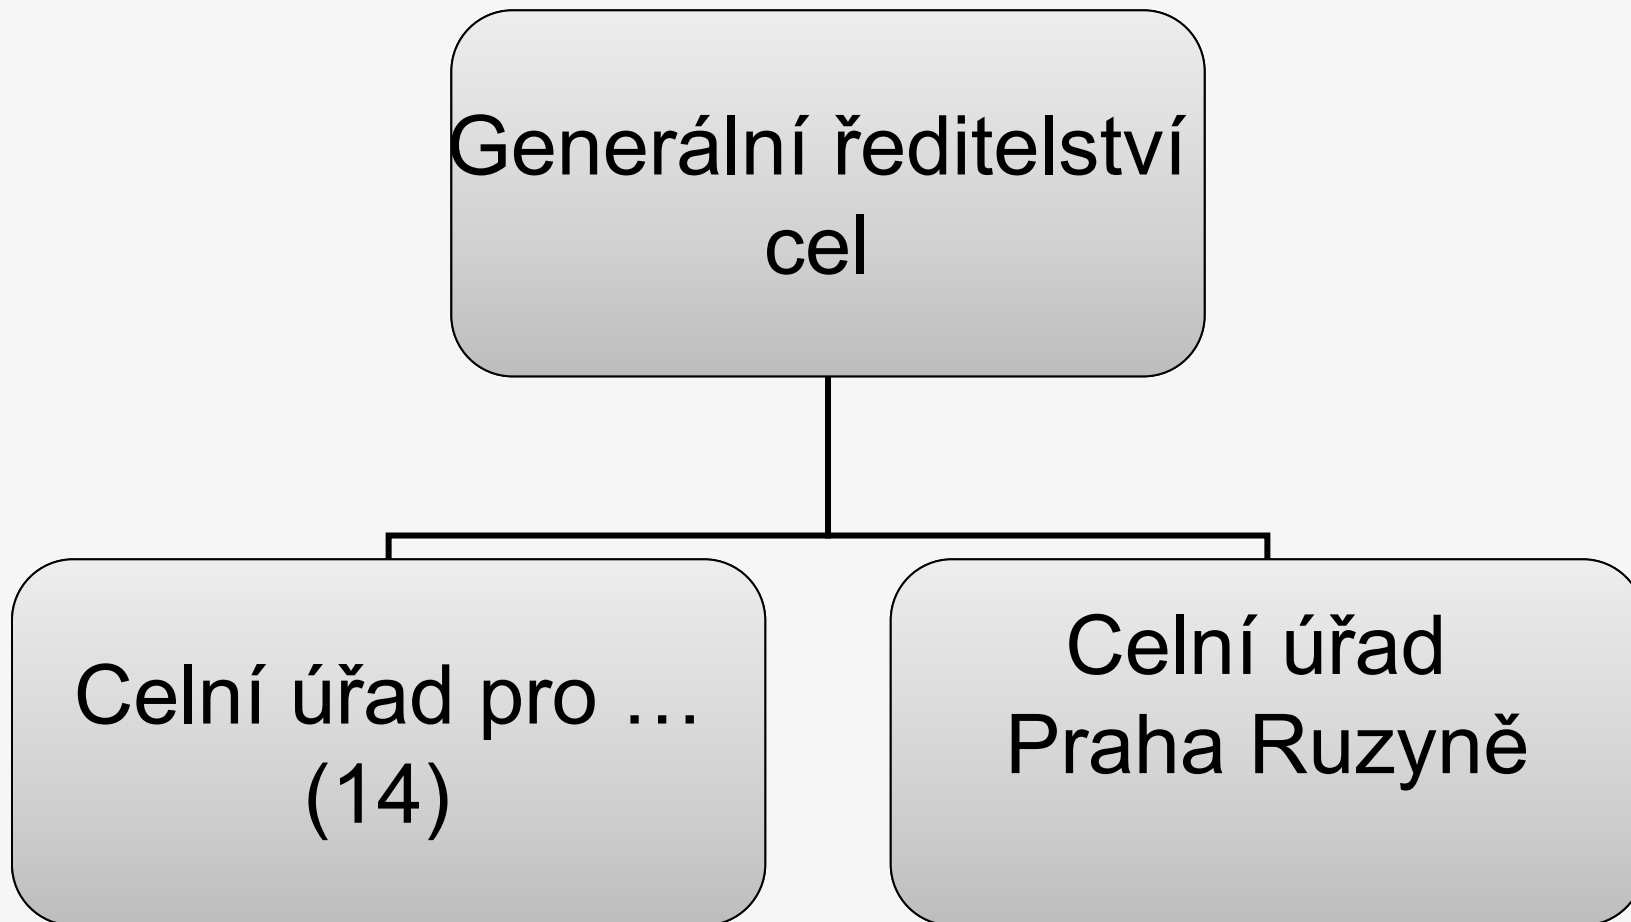 Generální ředitelství
cel
Celní úřad pro …
(14)
Celní úřad
Praha Ruzyně